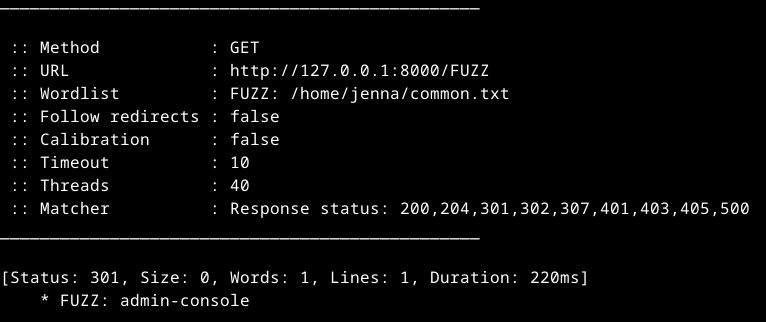 :: Method : GET
:: URL : http://127.0.0.1:8000/FUZZ
:: Wordlist : FUZZ: /home/jenna/common.txt
:: Follow redirects : false
:: Calibration : false
:: Timeout : 10
:: Threads : 40
:: Matcher : Response status: 200,204,301,302,307,401,403,405,500
[Status: 301, Size: 0, Words: 1, Lines: 1, Duration: 220ms]
* FUZZ: admin-console